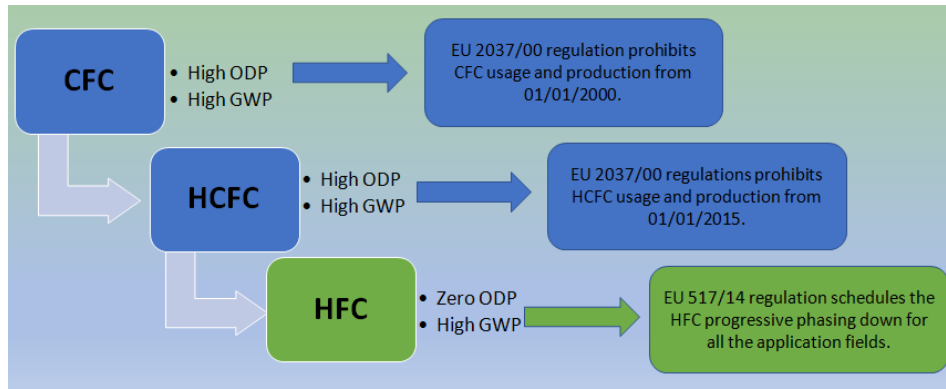 CFC
• High ODP
• High GWP
EU 2037/00 regulation prohibits
CFC usage and production from
01/01/2000.
HCFC
• High ODP
• High GWP
EU 2037/00 regulations prohibits
HCFC usage and production from
01/01/2015.
HFC
• Zero ODP
• High GWP
EU 517/14 regulation schedules the
HFC progressive phasing down for
all the application fields.